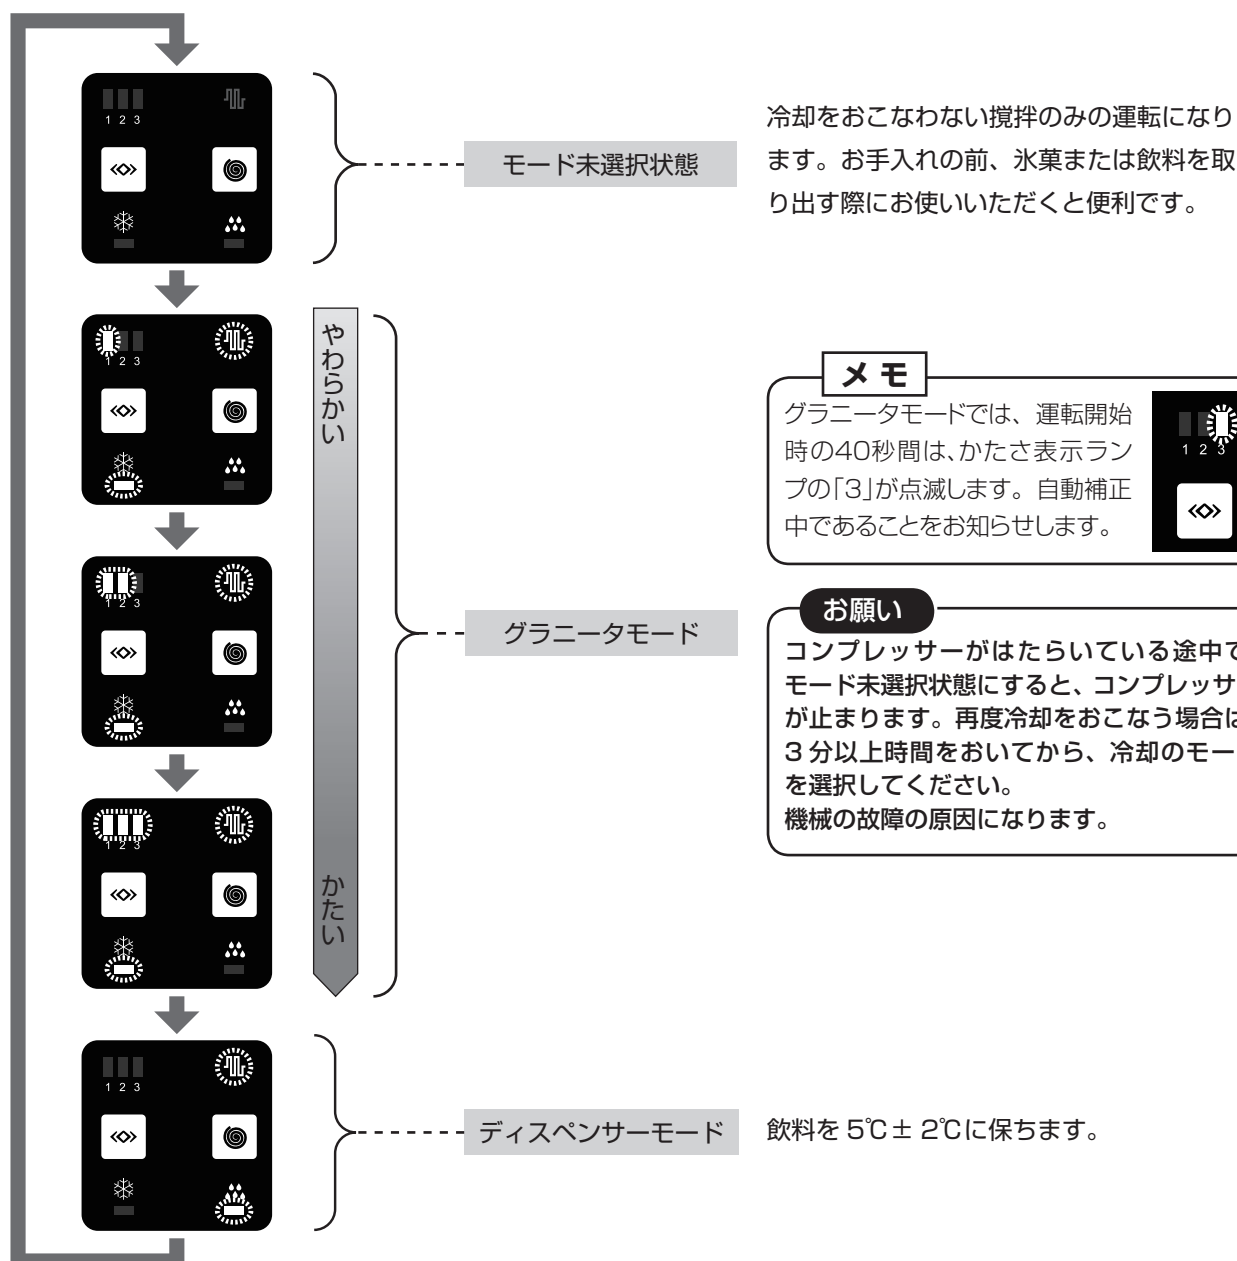 1 2 3
モード未選択状態
冷却をおこなわない撹拌のみの運転になり
ます。お手入れの前、氷菓または飲料を取
り出す際にお使いいただくと便利です。
1 2 3
やわらかい
メモ
グラニータモードでは、運転開始
時の40秒間は、かたさ表示ラン
プの「3」が点滅します。自動補正
中であることをお知らせします。
1 2 3
1 2 3
グラニータモード
お願い
コンプレッサーがはたらいている途中で
モード未選択状態にすると、コンプレッサ
が止まります。再度冷却をおこなう場合は
3 分以上時間をおいてから、冷却のモー
を選択してください。
機械の故障の原因になります。
1 2 3
かたい
1 2 3
ディスペンサーモード
飲料を 5℃± 2℃に保ちます。